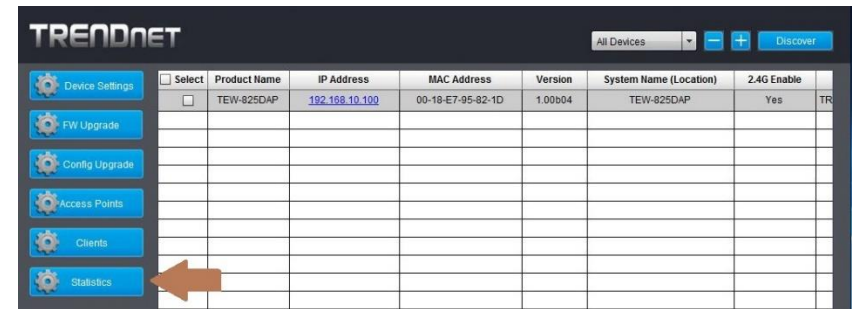 TRENDnet
All Devices
Discover
Device Settings
FW Upgrade
Config Upgrade
Access Points
Clients
Statistics
Select Product Name IP Address MAC Address Version System Name (Location) 2.4G Enable
TEW-825DAP 192.168.10.100 00-18-E7-95-82-1D 1.00b04 TEW-825DAP Yes TR